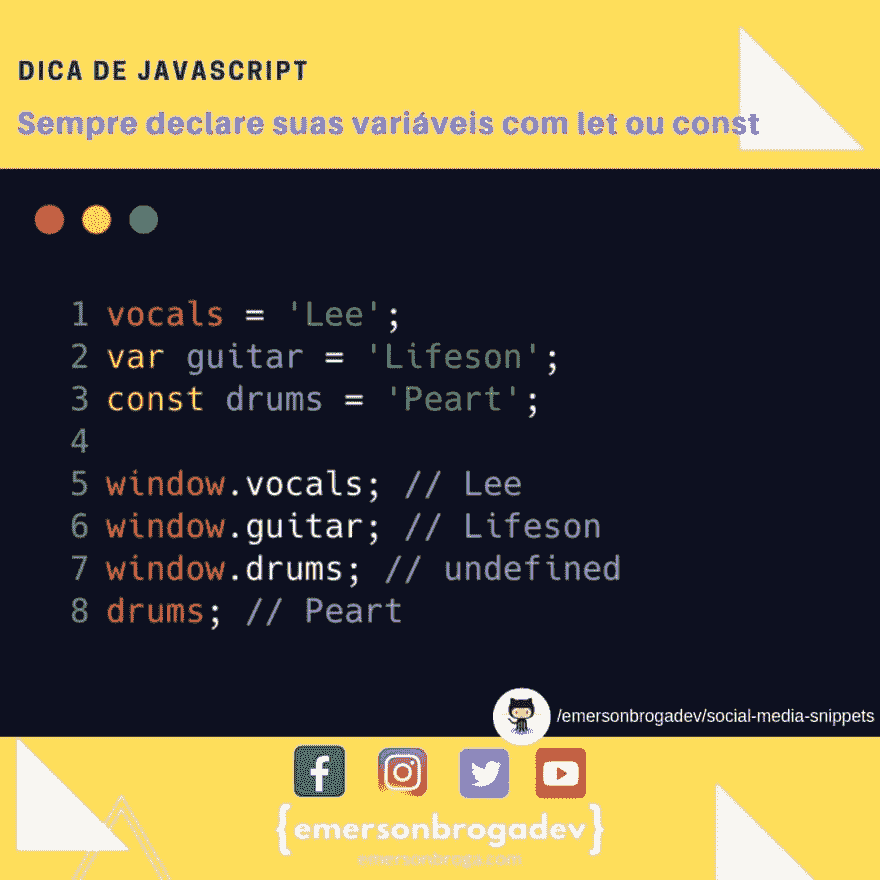 DICA DE JAVASCRIPT
Sempre declare suas variáveis com let ou const
1 vocals = 'Lee';
2 var guitar = 'Lifeson';
3 const drums = 'Peart';
4
5 window.vocals; // Lee
6 window.guitar; // Lifeson
7 window.drums; // undefined
8 drums; // Peart
/emersonbrogadev/social-media-snippets
{emersonbrogadev}